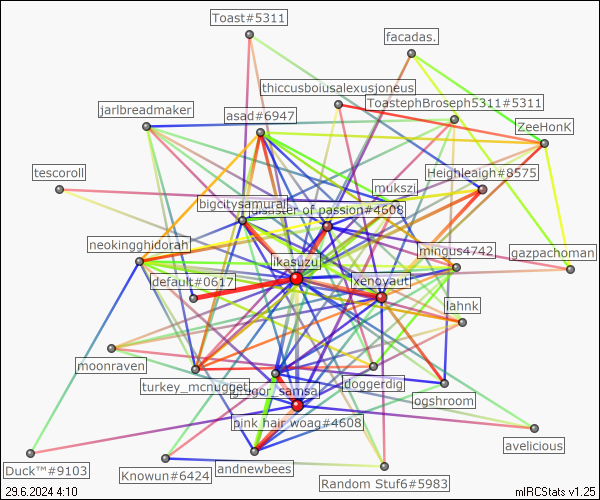 Toast#5311
facadas.
thiccusboiusalexusjoneus
ToastephBroseph5311#5311
jarlbreadmaker
asad#6947
ZeeHonK
tescoroll
Heighleaigh#8575
mukszi
bigcitysamurai
minister of passion#4608
neokingghidorah
mingus4742
gazpachoman
ikasuzu
default#0617
xenoyaut
lahnk
moonraven
turkey_mcnugget
gregor_samsa
doggerdig
ogshroom
pink hair woag#4608
avelicious
Duck™#9103
Knowun#6424
andnewbees
Random Stuf6#5983
29.6.2024 4:10
mIRCStats v1.25